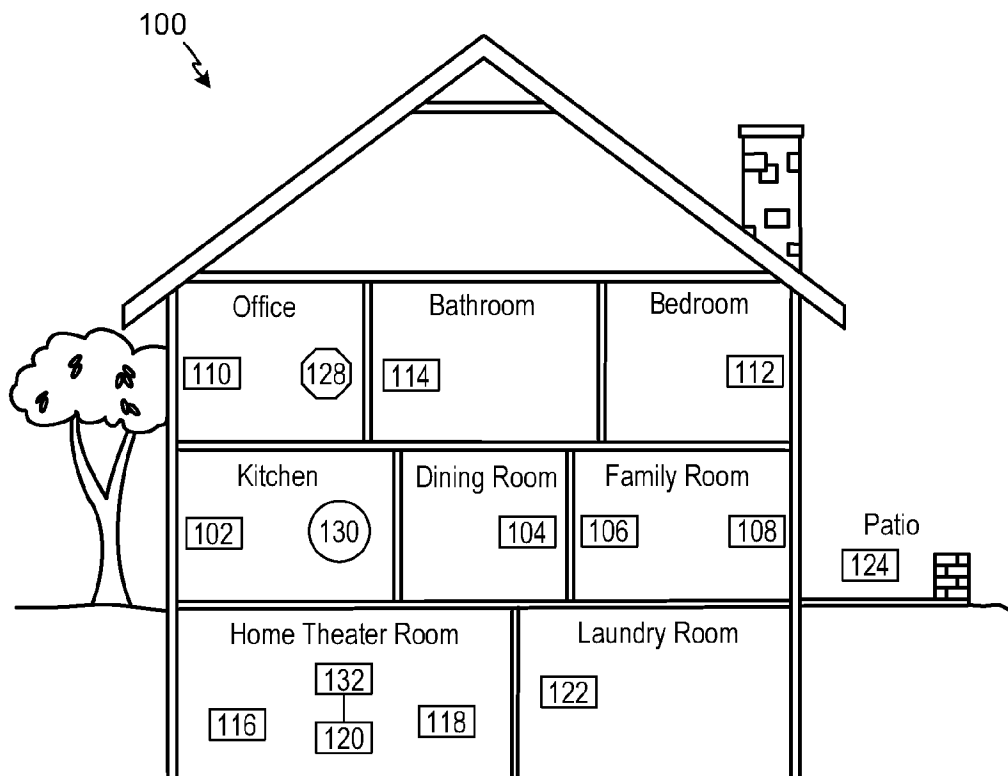 100
Office
Bathroom
Bedroom
110
128
114
112
Kitchen
Dining Room
Family Room
102
130
104
106
108
Patio
124
Home Theater Room
Laundry Room
132
122
116
120
118